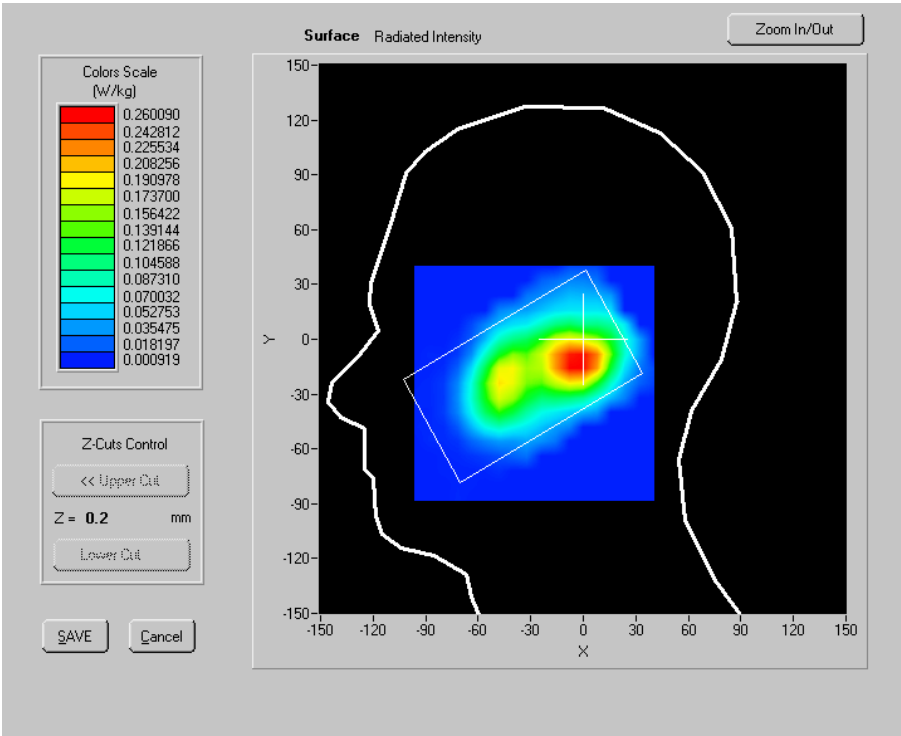 Surface Radiated Intensity
Zoom In/Out
Colors Scale
(W/kg)
0.260090
0.242812
0.225534
0.208256
0.190978
0.173700
0.156422
0.139144
0.121866
0.104588
0.087310
0.070032
0.052753
0.035475
0.018197
0.000919
Z-Cuts Control
<< Upper Cut
Z = 0.2 mm
Lower Cut
SAVE
Cancel
150
120
90
60
30
0
-30
-60
-90
-120
-150
Y
-150 -120 -90 -60 -30 0 30 60 90 120 150
X